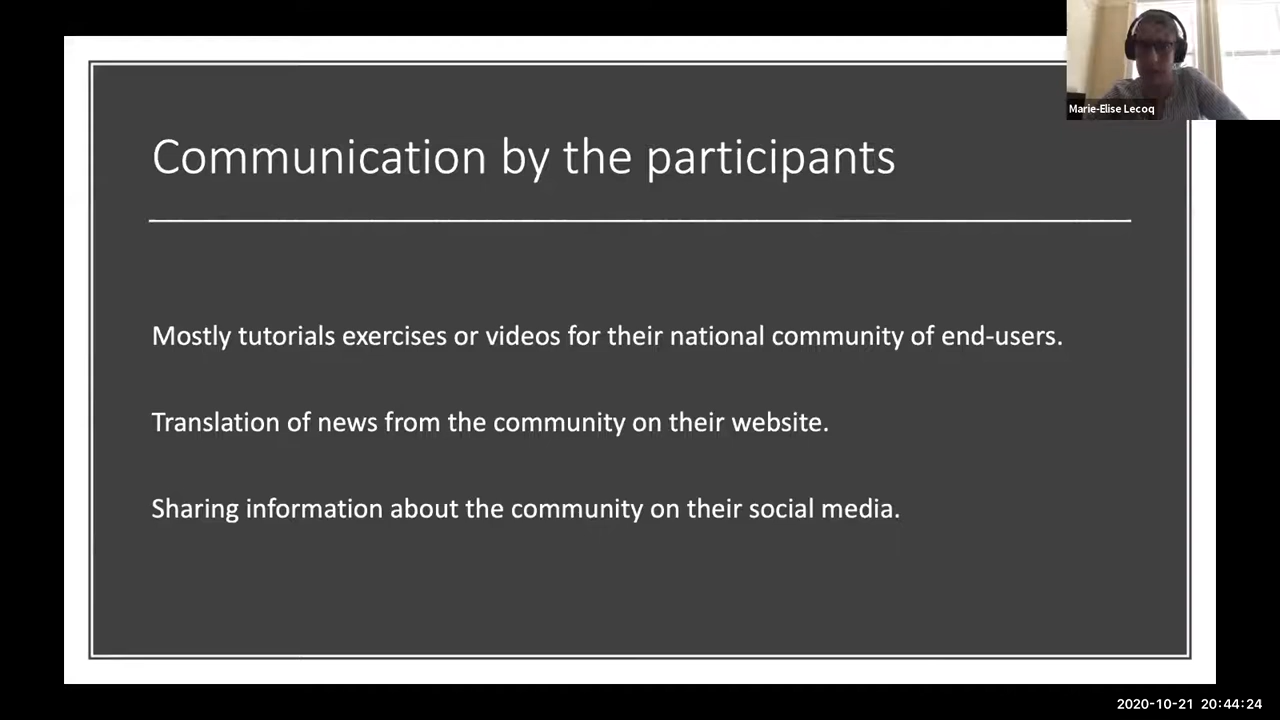 Marie-Elise Lecoq
Communication by the participants
Mostly tutorials exercises or videos for their national community of end-users.
Translation of news from the community on their website.
Sharing information about the community on their social media.
2020-10-21 20:44:24